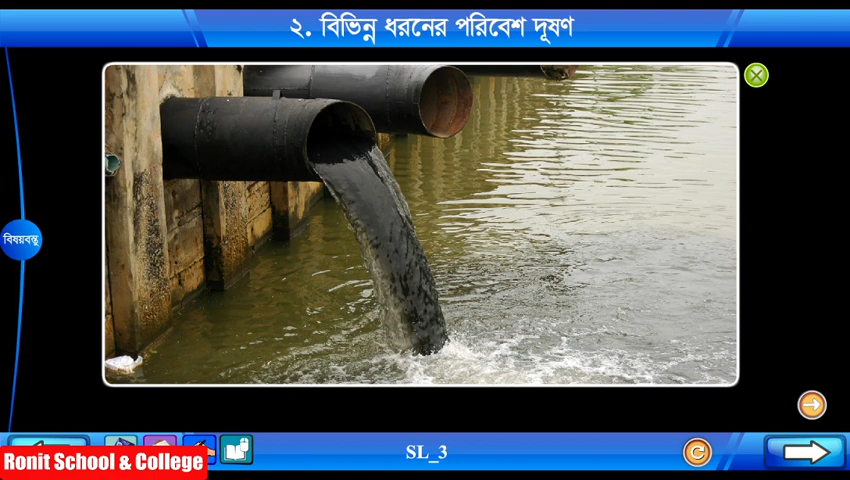 ২. বিভিন্ন ধরনের পরিবেশ দূষণ
বিষয়বস্তু
SL_3
Ronit School & College